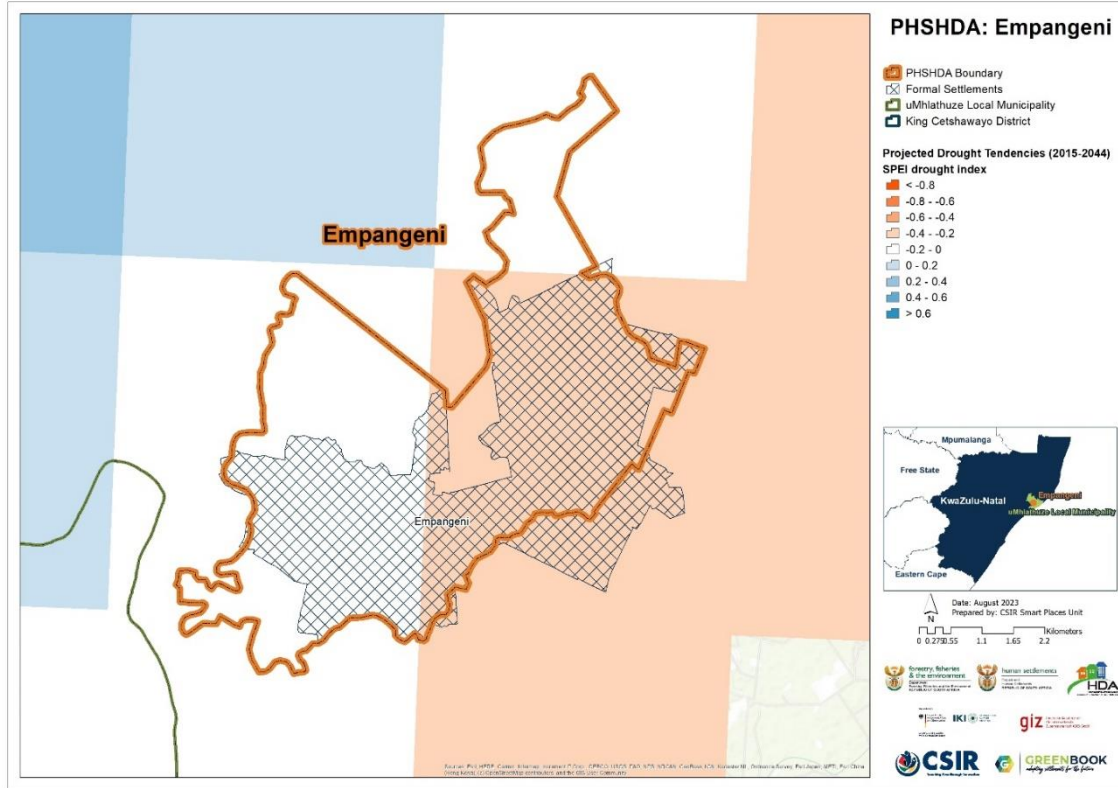 PHSHDA: Empangeni
PHSHDA Boundary
Formal Settlements
uMhlathuze Local Municipality
King Cetshawayo District
Projected Drought Tendencies (2015-2044)
SPEI drought index
< -0.8
-0.8 - -0.6
-0.6 - -0.4
-0.4 - -0.2
-0.2 - 0
0 - 0.2
0.2 - 0.4
0.4 - 0.6
> 0.6
Empangeni
Empangeni
Mpumalanga
Free State
KwaZulu-Natal
Empangeni
uMhlathuze Local Municipality
Eastern Cape
N
Date: August 2023
Prepared by: CSIR Smart Places Unit
Kilometers
0 0.275 0.55 1.1 1.65 2.2
forestry, fisheries
& the environment
human settlements
HDA
IKI
giz
CSIR
GREENBOOK